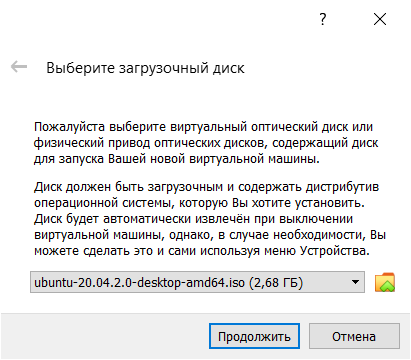 ?
Выберите загрузочный диск
Пожалуйста выберите виртуальный оптический диск или
физический привод оптических дисков, содержащий диск
для запуска Вашей новой виртуальной машины.
Диск должен быть загрузочным и содержать дистрибутив
операционной системы, которую Вы хотите установить.
Диск будет автоматически извлечён при выключении
виртуальной машины, однако, в случае необходимости, Вы
можете сделать это и сами используя меню Устройства.
ubuntu-20.04.2.0-desktop-amd64.iso (2,68 ГБ)
Продолжить Отмена